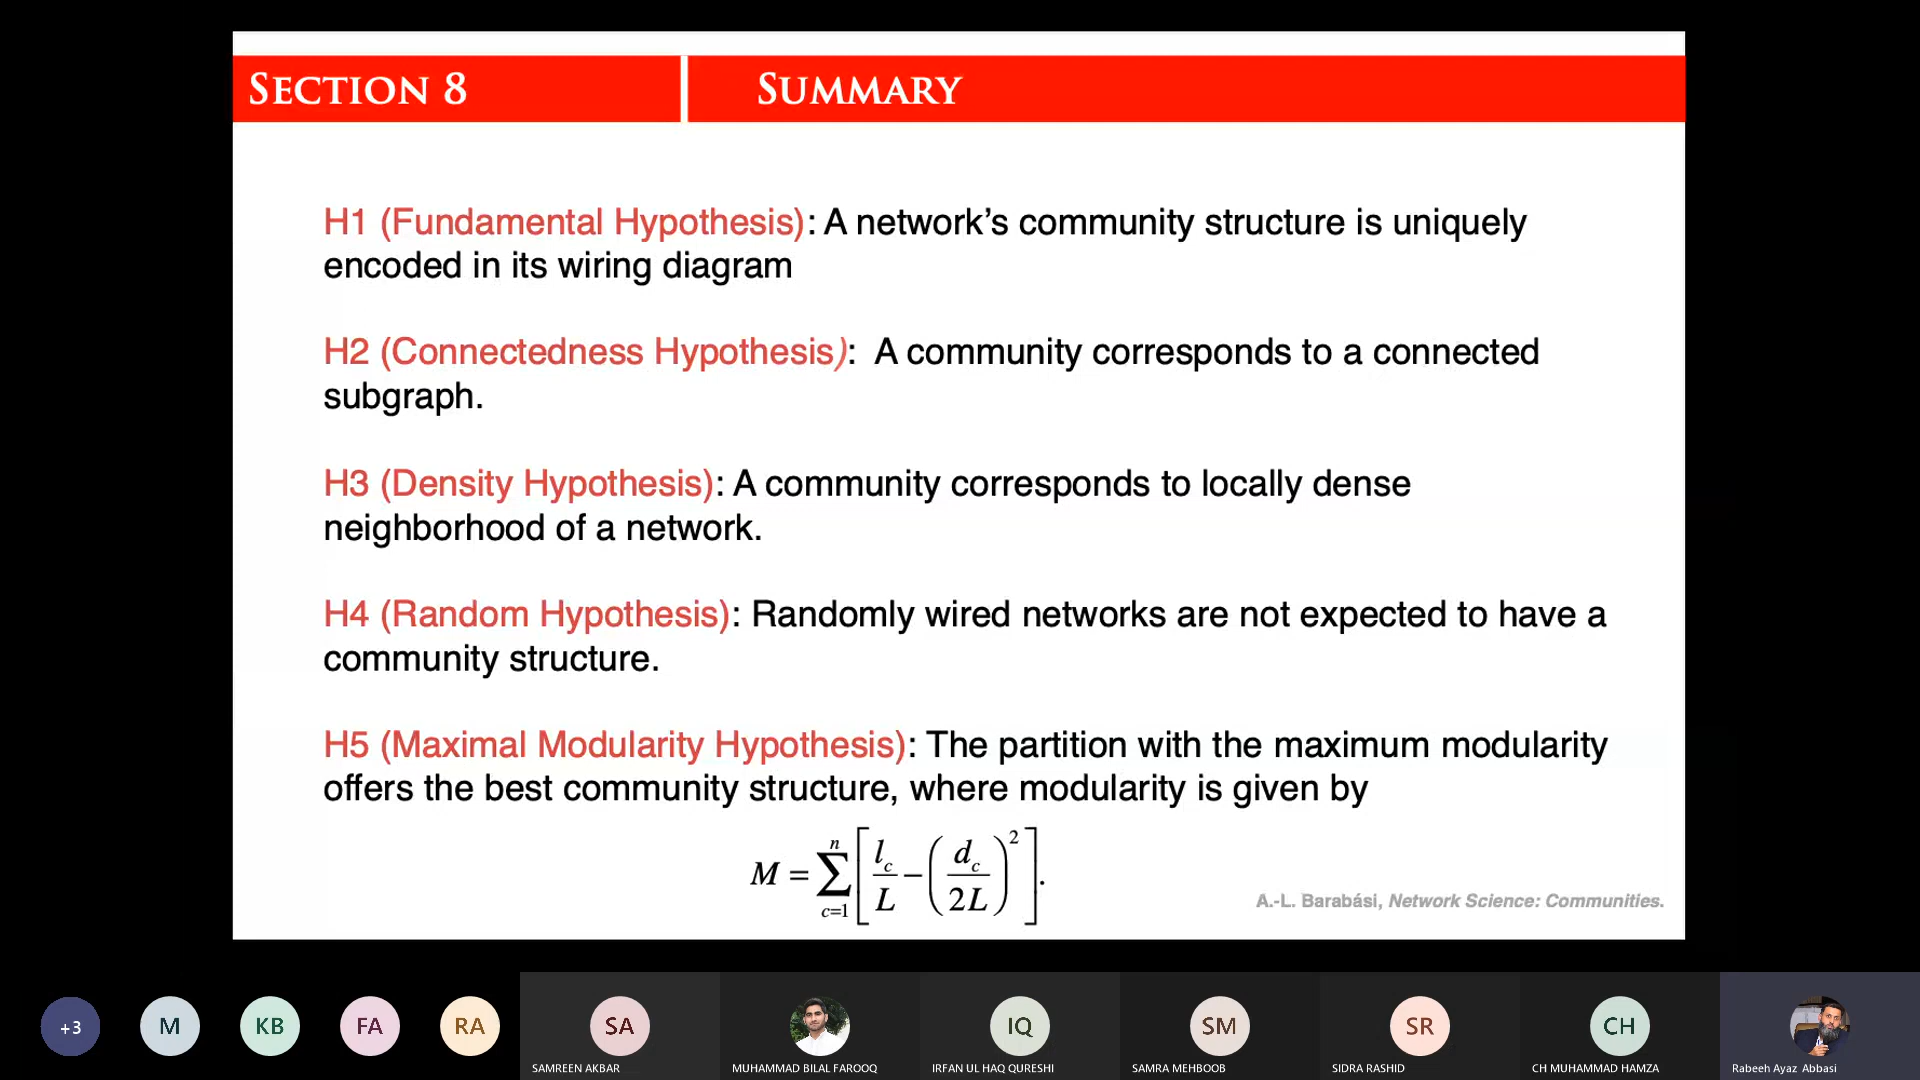 SECTION 8
SUMMARY
H1 (Fundamental Hypothesis): A network’s community structure is uniquely
encoded in its wiring diagram
H2 (Connectedness Hypothesis): A community corresponds to a connected
subgraph.
H3 (Density Hypothesis): A community corresponds to locally dense
neighborhood of a network.
H4 (Random Hypothesis): Randomly wired networks are not expected to have a
community structure.
H5 (Maximal Modularity Hypothesis): The partition with the maximum modularity
offers the best community structure, where modularity is given by
M = ∑_{c=1}^{n} [ l_c / L − ( d_c / 2L )² ].
A.-L. Barabási, Network Science: Communities.
+3
M
KB
FA
RA
SA
IQ
SM
SR
CH
SAMREEN AKBAR
MUHAMMAD BILAL FAROOQ
IRFAN UL HAQ QURESHI
SAMRA MEHBOOB
SIDRA RASHID
CH MUHAMMAD HAMZA
Rabeeh Ayaz Abbasi